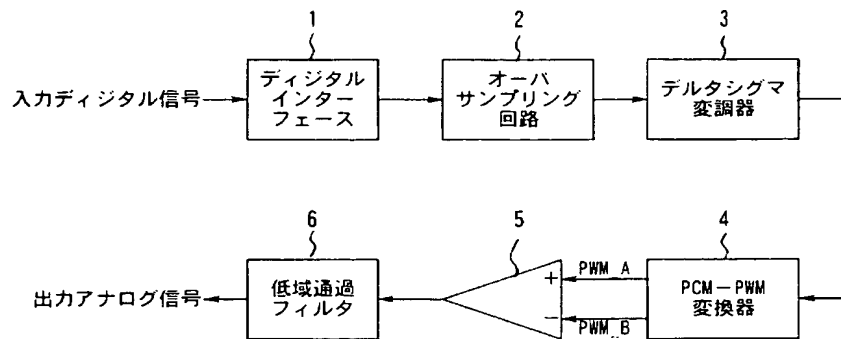 1
2
3
入力ディジタル信号
ディジタル
インター
フェース
オーバ
サンプリング
回路
デルタシグマ
変調器
6
5
4
出力アナログ信号
低域通過
フィルタ
+
−
PWM_A
PWM_B
PCM−PWM
変換器